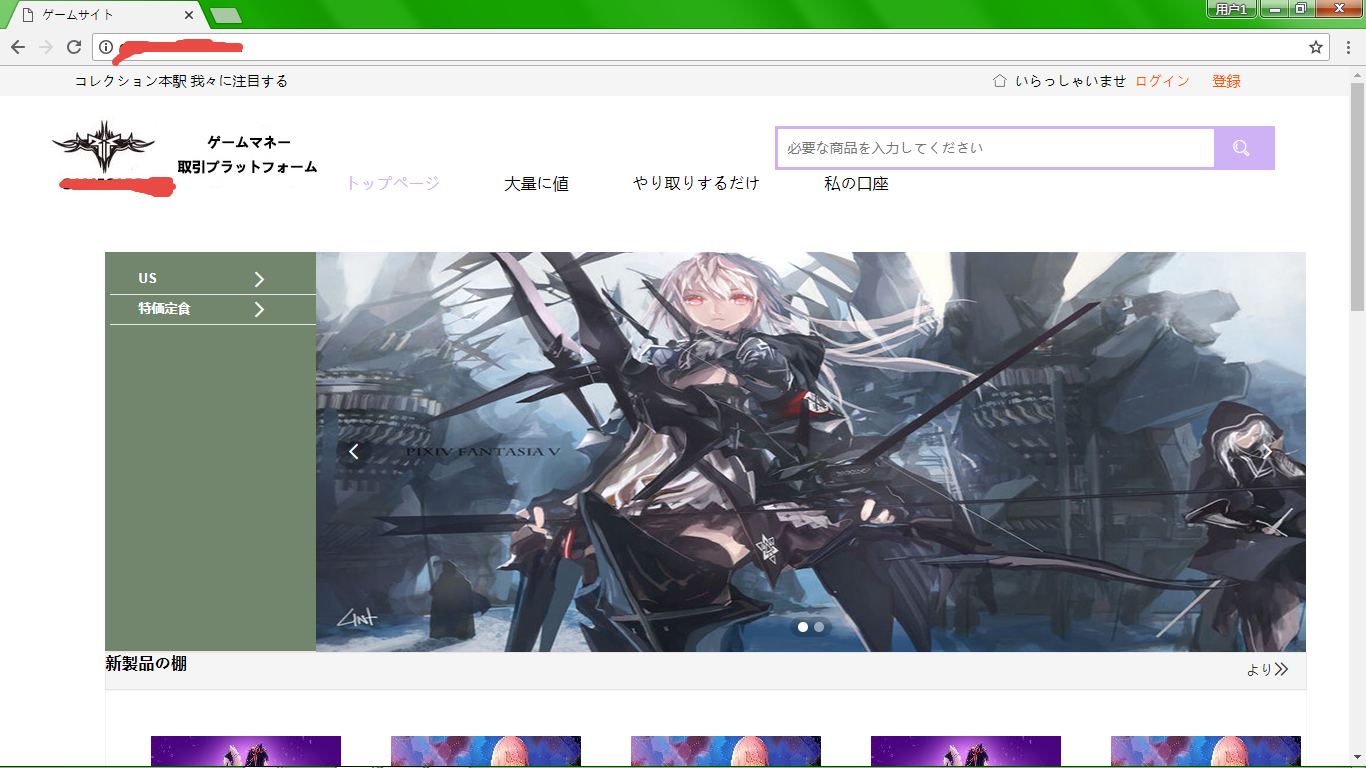 ゲームサイト
用户1
コレクション本駅 我々に注目する
いらっしゃいませ ログイン 登録
ゲームマネー
取引プラットフォーム
必要な商品を入力してください
トップページ 大量に値 やり取りするだけ 私の口座
US
特価定食
PIXIV FANTASIA V
新製品の棚
より